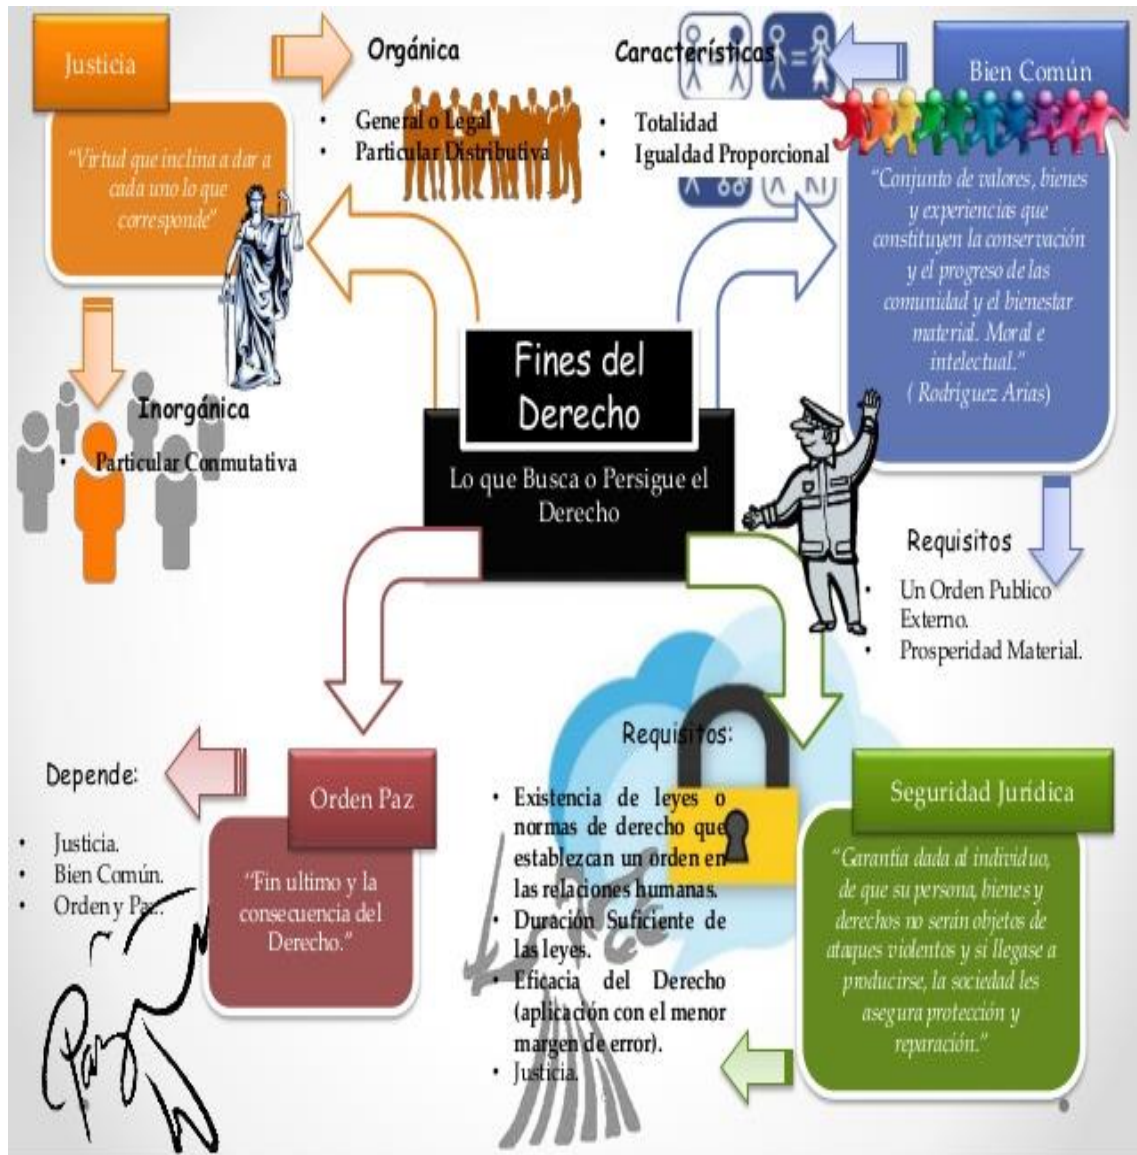 Justicia
"Virtud que inclina a dar a
cada uno lo que
corresponde"
Orgánica
• General o Legal
• Particular Distributiva
Inorgánica
• Particular Conmutativa
Características
• Totalidad
• Igualdad Proporcional
Bien Común
"Conjunto de valores, bienes
y experiencias que
constituyen la conservación
y el progreso de las
comunidad y el bienestar
material. Moral e
intelectual."
( Rodríguez Arias)
Requisitos
• Un Orden Publico
Externo.
• Prosperidad Material.
Fines del
Derecho
Lo que Busca o Persigue el
Derecho
Orden Paz
"Fin ultimo y la
consecuencia del
Derecho."
Depende:
• Justicia.
• Bien Común.
• Orden y Paz.
Paz
Requisitos:
• Existencia de leyes o
normas de derecho que
establezcan un orden en
las relaciones humanas.
• Duración Suficiente de
las leyes.
• Eficacia del Derecho
(aplicación con el menor
margen de error).
• Justicia.
Seguridad Jurídica
"Garantía dada al individuo,
de que su persona, bienes y
derechos no serán objetos de
ataques violentos y si llegase a
producirse, la sociedad les
asegura protección y
reparación."